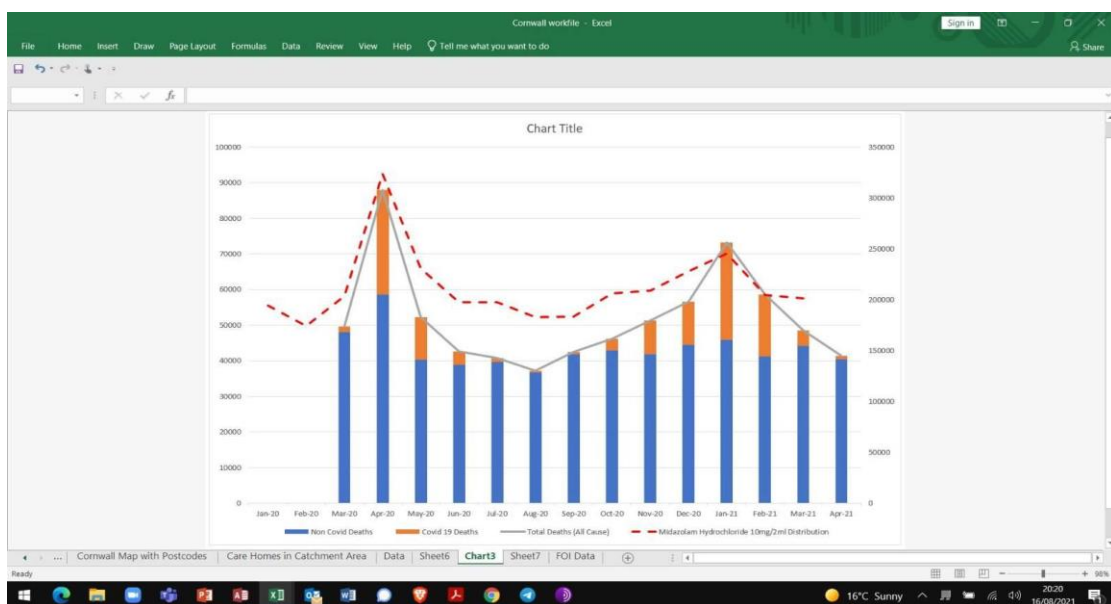 Cornwall workfile - Excel
Sign in
File Home Insert Draw Page Layout Formulas Data Review View Help Tell me what you want to do
Share
fx
Chart Title
100000 350000
90000
80000 300000
70000 250000
60000
50000 200000
40000 150000
30000
20000 100000
10000 50000
0 0
Jan-20 Feb-20 Mar-20 Apr-20 May-20 Jun-20 Jul-20 Aug-20 Sep-20 Oct-20 Nov-20 Dec-20 Jan-21 Feb-21 Mar-21 Apr-21
Non Covid Deaths Covid 19 Deaths Total Deaths (All Cause) Midazolam Hydrochloride 10mg/2ml Distribution
... Cornwall Map with Postcodes Care Homes in Catchment Area Data Sheet6 Chart3 Sheet7 FOI Data
Ready
98%
16°C Sunny
20:20
16/08/2021